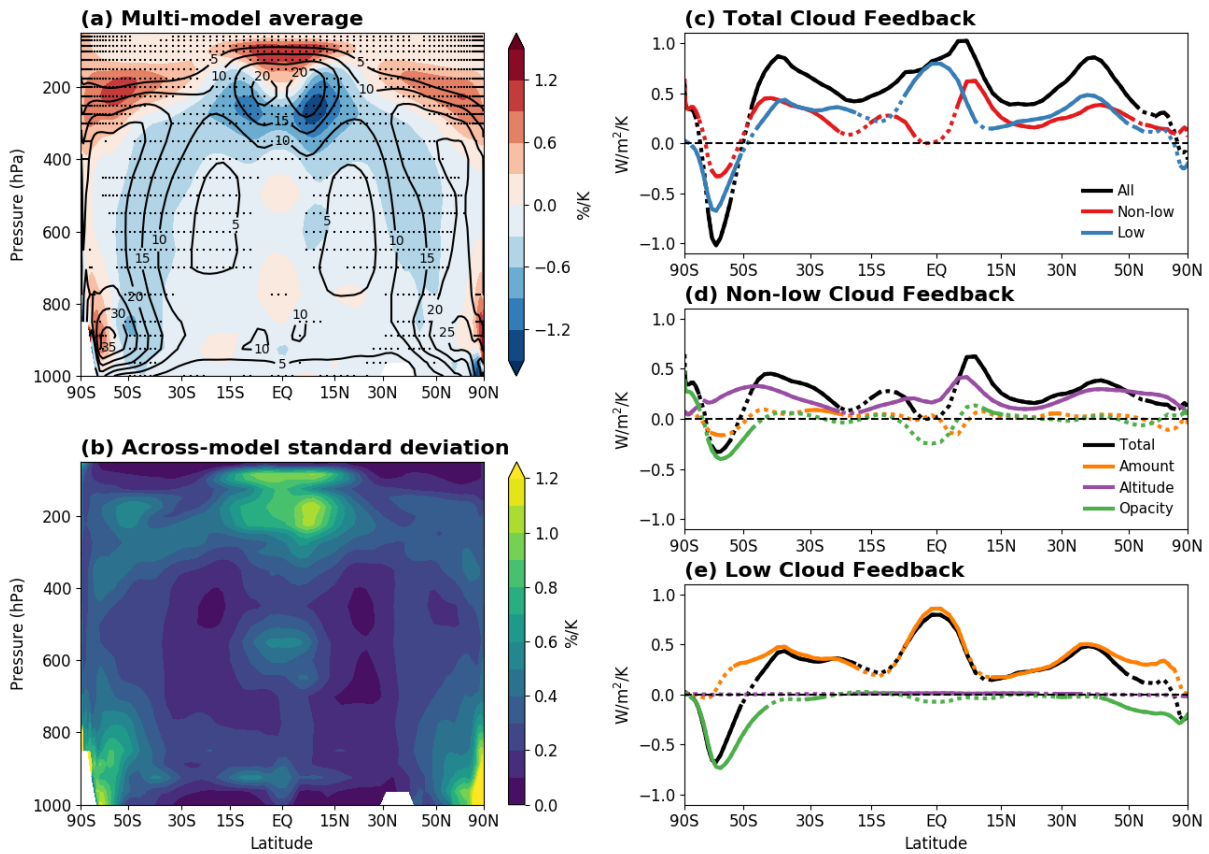 (a) Multi-model average
Pressure (hPa)
200
400
600
800
1000
5
5
10
20
20
10
15
10
10
5
5
10
10
15
15
20
30
35
10
10
5
20
25
90S 50S 30S 15S EQ 15N 30N 50N 90N
1.2
0.6
0.0
−0.6
−1.2
%/K
(b) Across-model standard deviation
Pressure (hPa)
200
400
600
800
1000
90S 50S 30S 15S EQ 15N 30N 50N 90N
Latitude
1.2
1.0
0.8
0.6
0.4
0.2
0.0
%/K
(c) Total Cloud Feedback
W/m²/K
1.0
0.5
0.0
−0.5
−1.0
All
Non-low
Low
90S 50S 30S 15S EQ 15N 30N 50N 90N
(d) Non-low Cloud Feedback
W/m²/K
1.0
0.5
0.0
−0.5
−1.0
Total
Amount
Altitude
Opacity
90S 50S 30S 15S EQ 15N 30N 50N 90N
(e) Low Cloud Feedback
W/m²/K
1.0
0.5
0.0
−0.5
−1.0
90S 50S 30S 15S EQ 15N 30N 50N 90N
Latitude